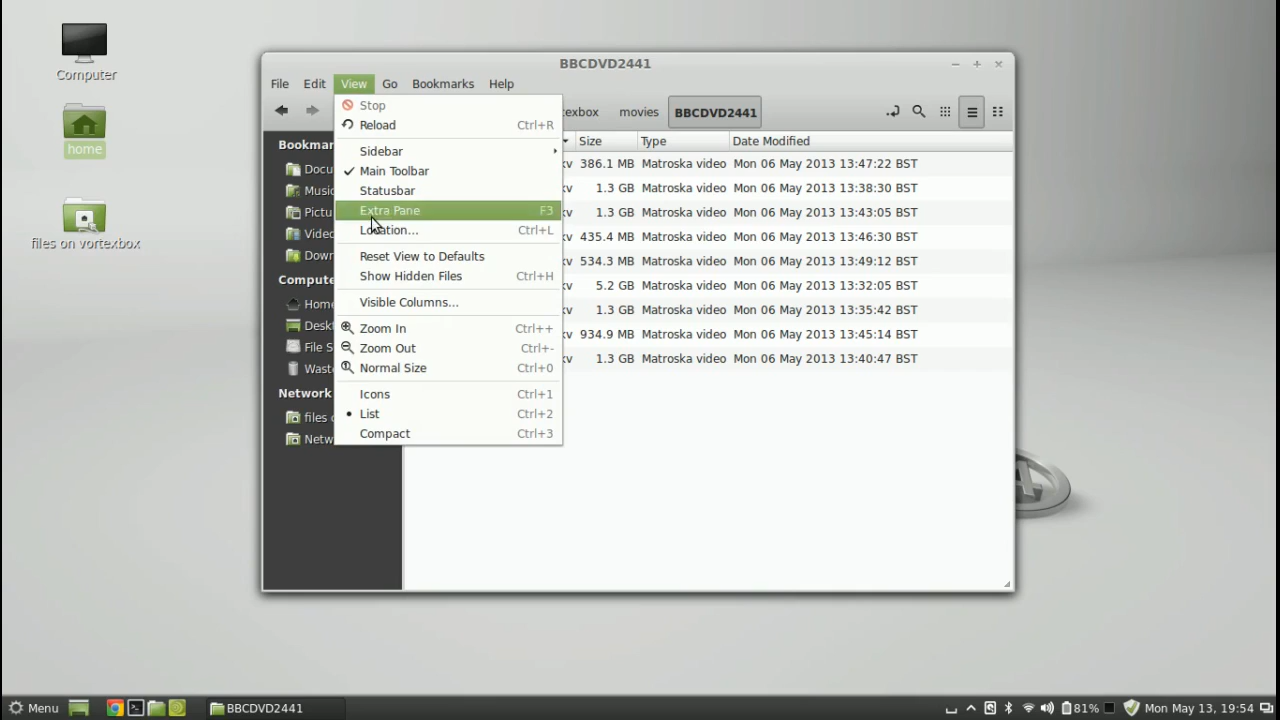 Computer
home
files on vortexbox
BBCDVD2441
File Edit View Go Bookmarks Help
movies BBCDVD2441
Stop
Reload Ctrl+R
Sidebar
Main Toolbar
Statusbar
Extra Pane F3
Location... Ctrl+L
Reset View to Defaults
Show Hidden Files Ctrl+H
Visible Columns...
Zoom In Ctrl++
Zoom Out Ctrl+-
Normal Size Ctrl+0
Icons Ctrl+1
List Ctrl+2
Compact Ctrl+3
Size Type Date Modified
386.1 MB Matroska video Mon 06 May 2013 13:47:22 BST
1.3 GB Matroska video Mon 06 May 2013 13:38:30 BST
1.3 GB Matroska video Mon 06 May 2013 13:43:05 BST
435.4 MB Matroska video Mon 06 May 2013 13:46:30 BST
534.3 MB Matroska video Mon 06 May 2013 13:49:12 BST
5.2 GB Matroska video Mon 06 May 2013 13:32:05 BST
1.3 GB Matroska video Mon 06 May 2013 13:35:42 BST
934.9 MB Matroska video Mon 06 May 2013 13:45:14 BST
1.3 GB Matroska video Mon 06 May 2013 13:40:47 BST
Network
files
Menu BBCDVD2441 81% Mon May 13, 19:54